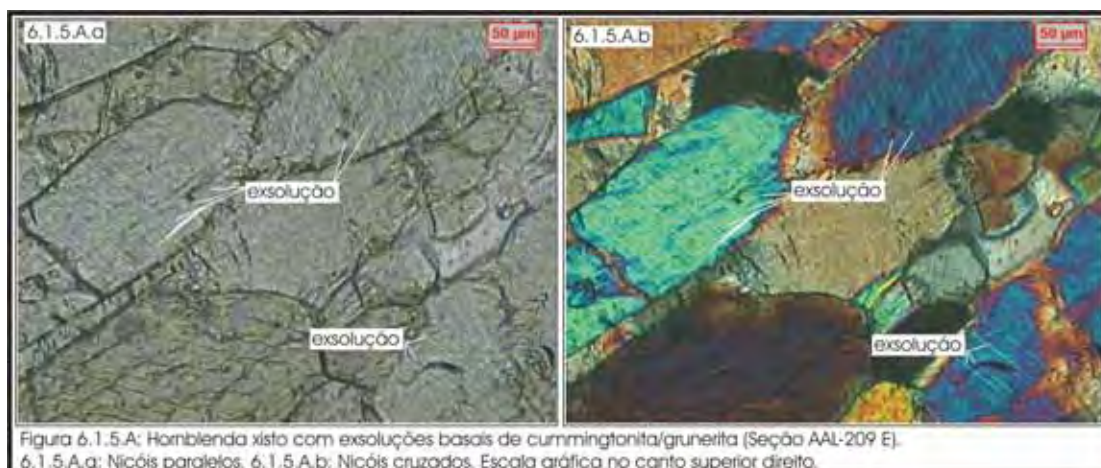 6.1.5.A.a
50 µm
exsolução
exsolução
6.1.5.A.b
50 µm
exsolução
exsolução
Figura 6.1.5.A: Hornblenda xisto com exsoluções basais de cummingtonita/grunerita (Seção AAL-209 E).
6.1.5.A.a: Nicóis paralelos. 6.1.5.A.b: Nicóis cruzados. Escala gráfica no canto superior direito.